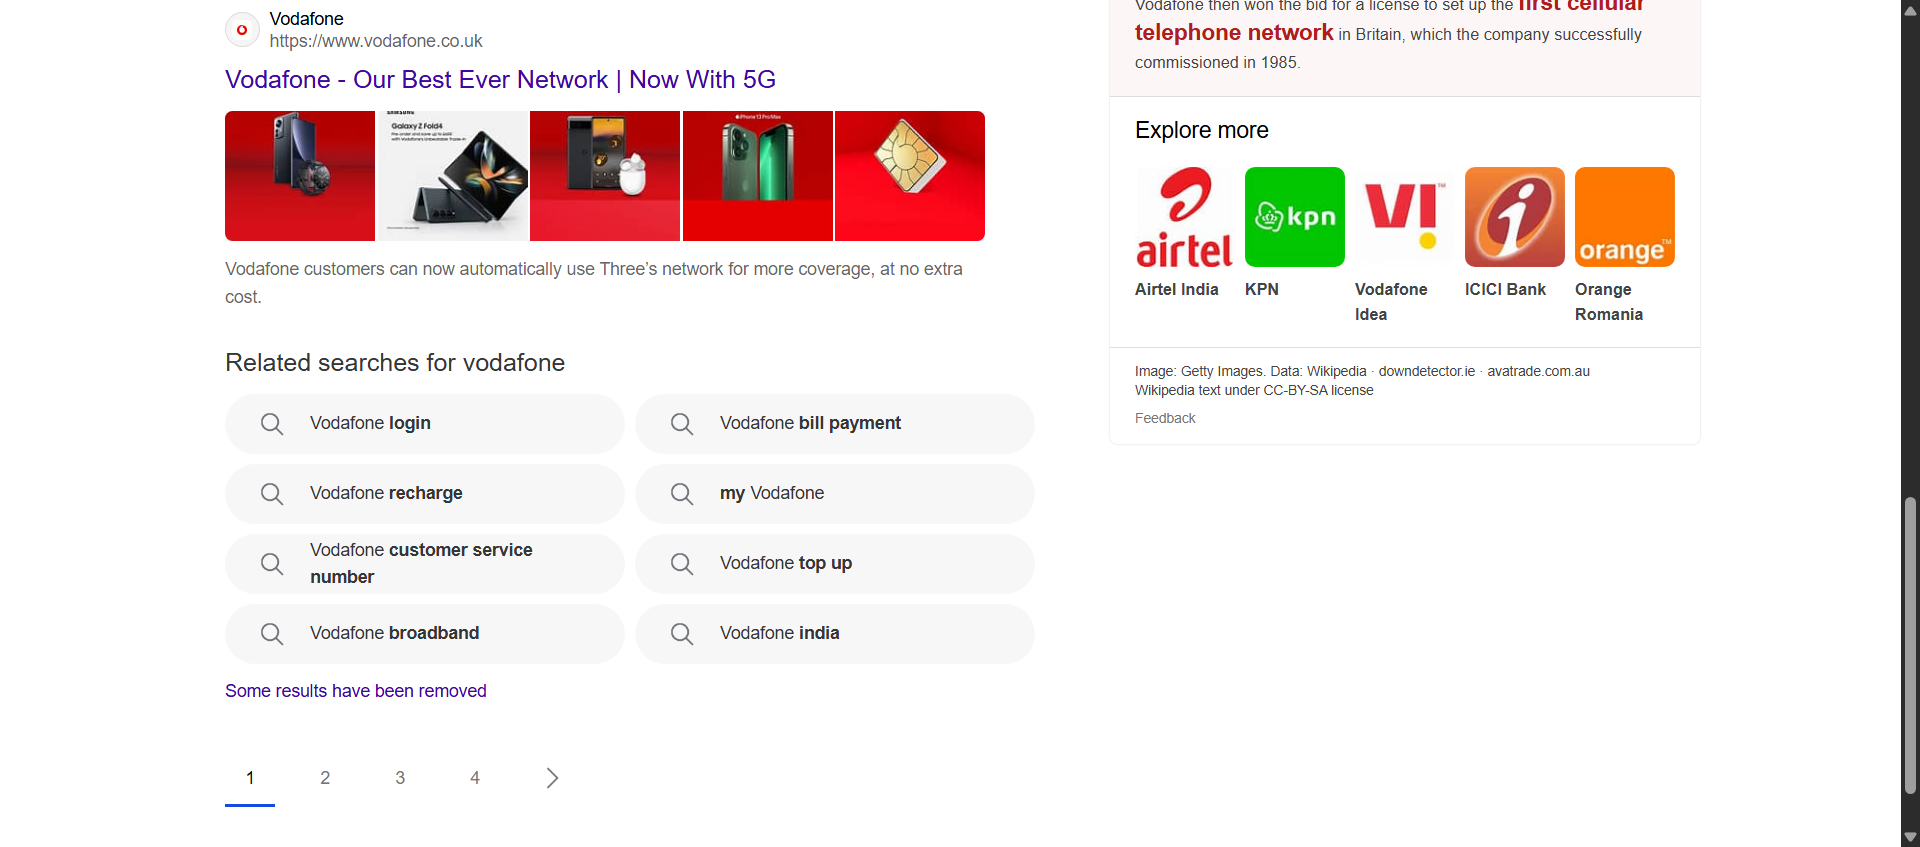 Vodafone
https://www.vodafone.co.uk
Vodafone - Our Best Ever Network | Now With 5G
SAMSUNG
Galaxy Z Fold4
iPhone 13 Pro Max
Vodafone customers can now automatically use Three’s network for more coverage, at no extra
cost.
Related searches for vodafone
Vodafone login
Vodafone bill payment
Vodafone recharge
my Vodafone
Vodafone customer service
number
Vodafone top up
Vodafone broadband
Vodafone india
Some results have been removed
1 2 3 4
Vodafone then won the bid for a license to set up the first cellular
telephone network in Britain, which the company successfully
commissioned in 1985.
Explore more
airtel
kpn
VI
TM
i
orange
TM
Airtel India
KPN
Vodafone
Idea
ICICI Bank
Orange
Romania
Image: Getty Images. Data: Wikipedia · downdetector.ie · avatrade.com.au
Wikipedia text under CC-BY-SA license
Feedback